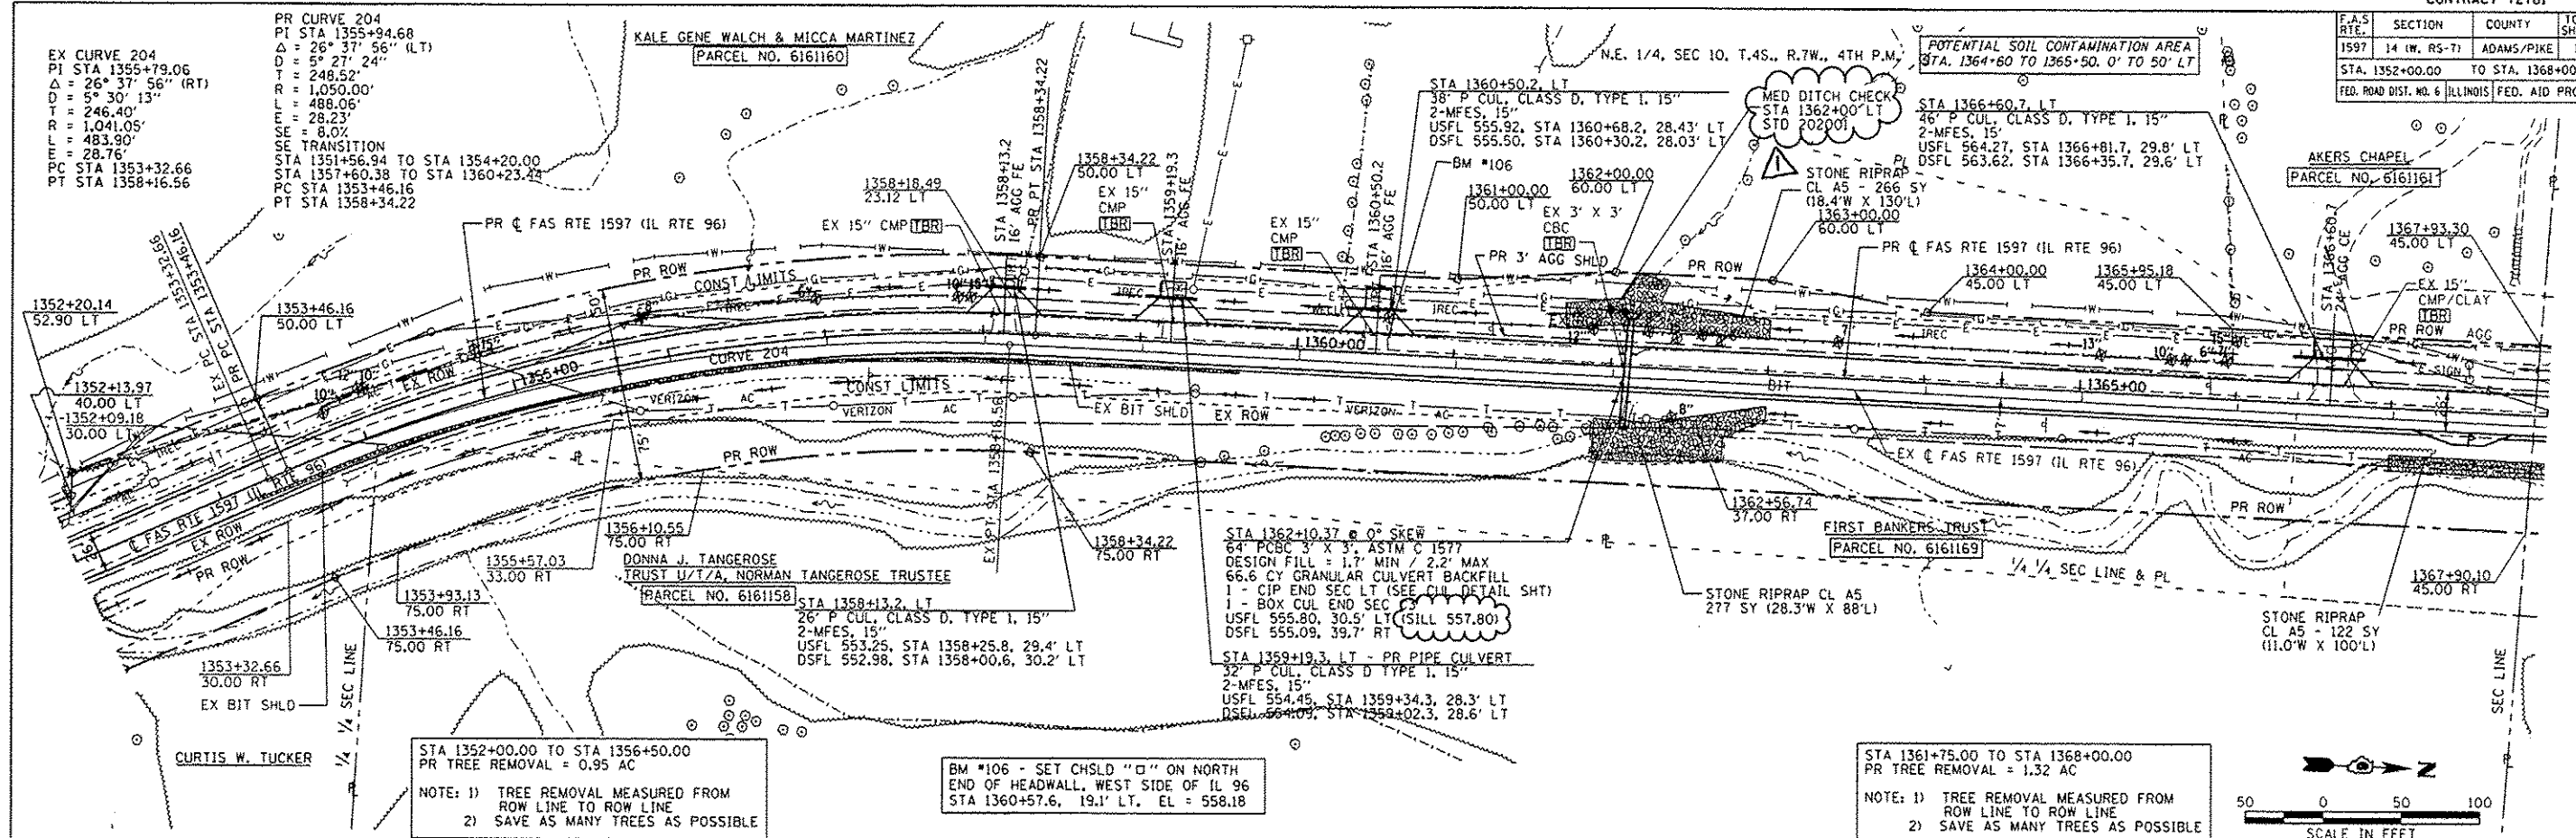 EX CURVE 204
PI STA 1355+79.06
Δ = 26° 37' 56" (RT)
D = 5° 30' 13"
T = 246.40'
R = 1,041.05'
L = 483.90'
E = 28.76'
PC STA 1353+32.66
PT STA 1358+16.56
PR CURVE 204
PI STA 1355+94.68
Δ = 26° 37' 56" (LT)
D = 5° 27' 24"
T = 248.52'
R = 1,050.00'
L = 488.06'
E = 28.23'
SE = 8.0%
SE TRANSITION
STA 1351+56.94 TO STA 1354+20.00
STA 1357+60.38 TO STA 1360+23.44
PC STA 1353+46.16
PT STA 1358+34.22
KALE GENE WALCH & MICCA MARTINEZ
PARCEL NO. 6161160
N.E. 1/4, SEC 10, T.4S., R.7W., 4TH P.M.
POTENTIAL SOIL CONTAMINATION AREA
STA. 1364+60 TO 1365+50. 0' TO 50' LT
F.A.S. RTE.
SECTION
COUNTY
1597
14 (W, RS-7)
ADAMS/PIKE
STA. 1352+00.00 TO STA. 1368+00
FED. ROAD DIST. NO. 6
ILLINOIS
FED. AID
STA 1360+50.2, LT
38' P CUL, CLASS D, TYPE 1, 15"
2-MFES, 15"
USFL 555.92, STA 1360+68.2, 28.43' LT
DSFL 555.50, STA 1360+30.2, 28.03' LT
BM #106
MED DITCH CHECK
STA 1362+00 LT
STD 202001
1
STA 1366+60.7, LT
46' P CUL, CLASS D, TYPE 1, 15"
2-MFES, 15'
USFL 564.27, STA 1366+81.7, 29.8' LT
DSFL 563.62, STA 1366+35.7, 29.6' LT
AKERS CHAPEL
PARCEL NO. 6161161
STONE RIPRAP
CL A5 - 266 SY
(18.4'W X 130'L)
1363+00.00
60.00 LT
1358+18.49
23.12 LT
EX 15" CMP TBR
STA 1358+13.2
16' AGG FE
PR PT STA 1358+34.22
1358+34.22
50.00 LT
EX 15"
CMP
TBR
STA 1359+19.3
16' AGG FE
EX 15"
CMP
TBR
STA 1360+50.2
16' AGG FE
1361+00.00
50.00 LT
1362+00.00
60.00 LT
EX 3' X 3'
CBC
TBR
PR 3' AGG SHLD
PR ℄ FAS RTE 1597 (IL RTE 96)
PR ℄ FAS RTE 1597 (IL RTE 96)
1364+00.00
45.00 LT
1365+95.18
45.00 LT
STA 1366+60.7
24' AGG CE
1367+93.30
45.00 LT
EX 15"
CMP/CLAY
TBR
PR ROW
CONST LIMITS
PR ROW
PR ROW
AGG
SIGN
1352+20.14
52.90 LT
EX PC STA 1353+32.66
PR PC STA 1353+46.16
1353+46.16
50.00 LT
1352+13.97
40.00 LT
1352+09.18
30.00 LT
EX ROW
1355+00
CURVE 204
1360+00
BIT
1365+00
CONST LIMITS
VERIZON
VERIZON
VERIZON
EX BIT SHLD
EX ROW
50'
75'
PR ROW
℄ FAS RTE 1597 (IL RTE 96)
EX ROW
PR ROW
EX ℄ FAS RTE 1597 (IL RTE 96)
PR ROW
EX PT STA 1358+16.56
1355+57.03
33.00 RT
1356+10.55
75.00 RT
1358+34.22
75.00 RT
1353+93.13
75.00 RT
1353+46.16
75.00 RT
1353+32.66
30.00 RT
EX BIT SHLD
DONNA J. TANGEROSE
TRUST U/T/A, NORMAN TANGEROSE TRUSTEE
PARCEL NO. 6161158
STA 1358+13.2, LT
26' P CUL, CLASS D, TYPE 1, 15"
2-MFES, 15"
USFL 553.25, STA 1358+25.8, 29.4' LT
DSFL 552.98, STA 1358+00.6, 30.2' LT
STA 1362+10.37 @ 0° SKEW
64' PCBC 3' X 3', ASTM C 1577
DESIGN FILL = 1.7' MIN / 2.2' MAX
66.6 CY GRANULAR CULVERT BACKFILL
1 - CIP END SEC LT (SEE CUL DETAIL SHT)
1 - BOX CUL END SEC
USFL 555.80, 30.5' LT (SILL 557.80)
DSFL 555.09, 39.7' RT
STA 1359+19.3, LT - PR PIPE CULVERT
32' P CUL, CLASS D TYPE 1, 15"
2-MFES, 15"
USFL 554.45, STA 1359+34.3, 28.3' LT
DSFL 554.09, STA 1359+02.3, 28.6' LT
1362+56.74
37.00 RT
STONE RIPRAP CL A5
277 SY (28.3'W X 88'L)
FIRST BANKERS TRUST
PARCEL NO. 6161169
1/4 1/4 SEC LINE & PL
1367+90.10
45.00 RT
STONE RIPRAP
CL A5 - 122 SY
(11.0'W X 100'L)
SEC LINE
1/4 1/4 SEC LINE
CURTIS W. TUCKER
STA 1352+00.00 TO STA 1356+50.00
PR TREE REMOVAL = 0.95 AC
NOTE: 1) TREE REMOVAL MEASURED FROM
ROW LINE TO ROW LINE
2) SAVE AS MANY TREES AS POSSIBLE
BM #106 - SET CHSLD "□" ON NORTH
END OF HEADWALL, WEST SIDE OF IL 96
STA 1360+57.6, 19.1' LT, EL = 558.18
STA 1361+75.00 TO STA 1368+00.00
PR TREE REMOVAL = 1.32 AC
NOTE: 1) TREE REMOVAL MEASURED FROM
ROW LINE TO ROW LINE
2) SAVE AS MANY TREES AS POSSIBLE
Z
50 0 50 100
SCALE IN FEET